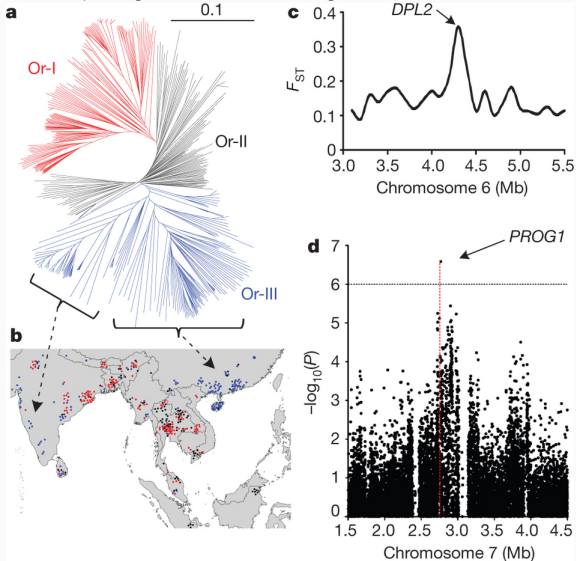 a
0.1
Or-I
Or-II
Or-III
b
c
DPL2
0.4
0.3
0.2
0.1
0
FST
3.0 3.5 4.0 4.5 5.0 5.5
Chromosome 6 (Mb)
d
PROG1
7
6
5
4
3
2
1
0
−log10(P)
1.5 2.0 2.5 3.0 3.5 4.0 4.5
Chromosome 7 (Mb)